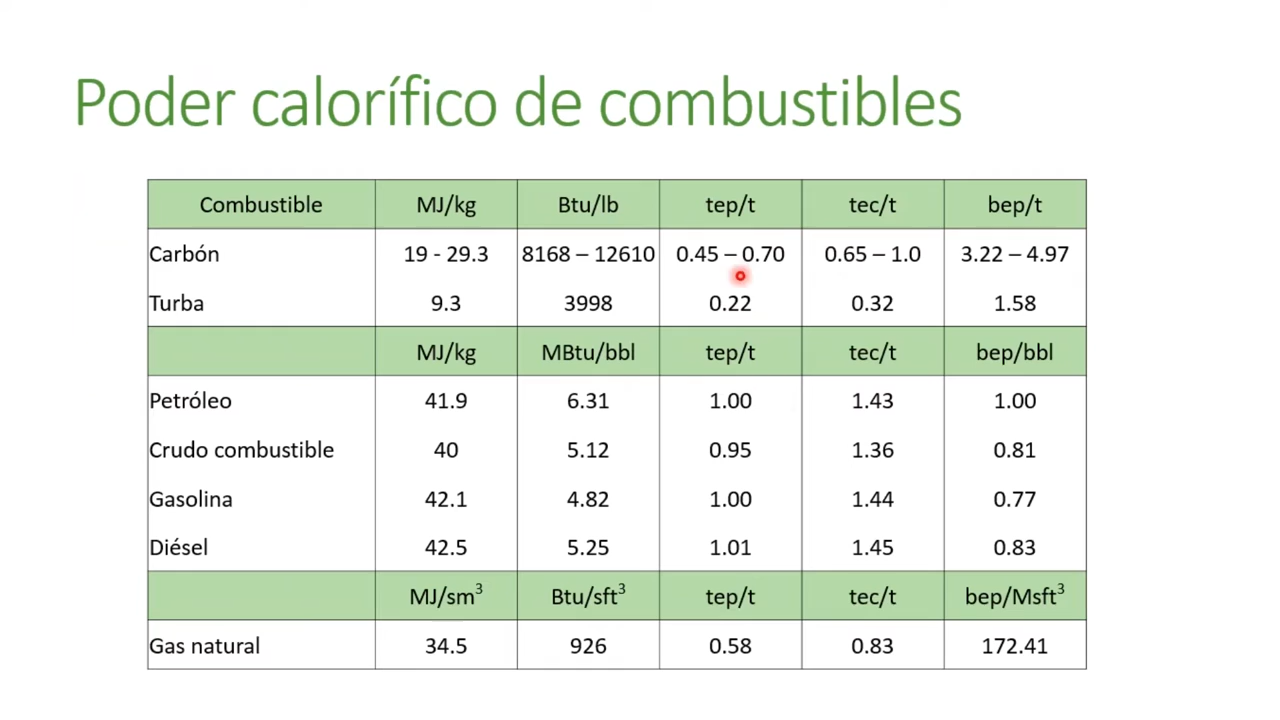 Poder calorífico de combustibles
Combustible MJ/kg Btu/lb tep/t tec/t bep/t
Carbón 19 - 29.3 8168 – 12610 0.45 – 0.70 0.65 – 1.0 3.22 – 4.97
Turba 9.3 3998 0.22 0.32 1.58
MJ/kg MBtu/bbl tep/t tec/t bep/bbl
Petróleo 41.9 6.31 1.00 1.43 1.00
Crudo combustible 40 5.12 0.95 1.36 0.81
Gasolina 42.1 4.82 1.00 1.44 0.77
Diésel 42.5 5.25 1.01 1.45 0.83
MJ/sm³ Btu/sft³ tep/t tec/t bep/Msft³
Gas natural 34.5 926 0.58 0.83 172.41